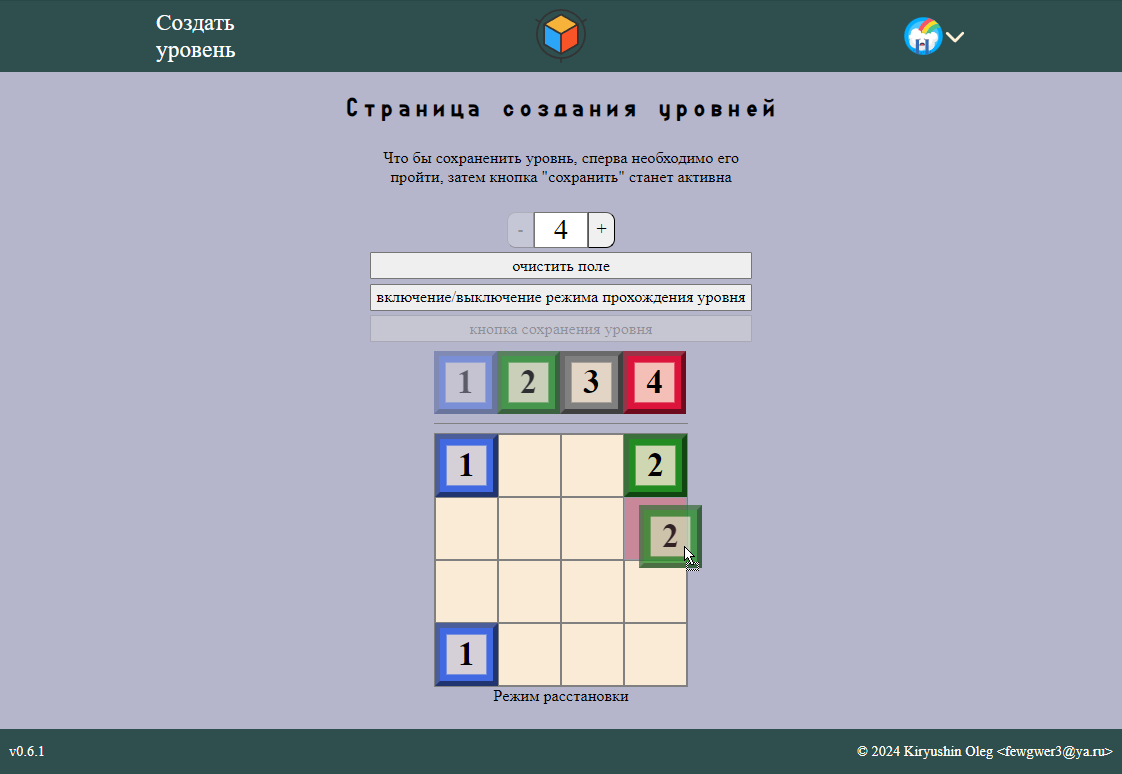 Создать
уровень
Страница создания уровней
Что бы сохраненить уровнь, сперва необходимо его
пройти, затем кнопка "сохранить" станет активна
- 4 +
очистить поле
включение/выключение режима прохождения уровня
кнопка сохранения уровня
1 2 3 4
1 2
2
1
Режим расстановки
v0.6.1 © 2024 Kiryushin Oleg <fewgwer3@ya.ru>